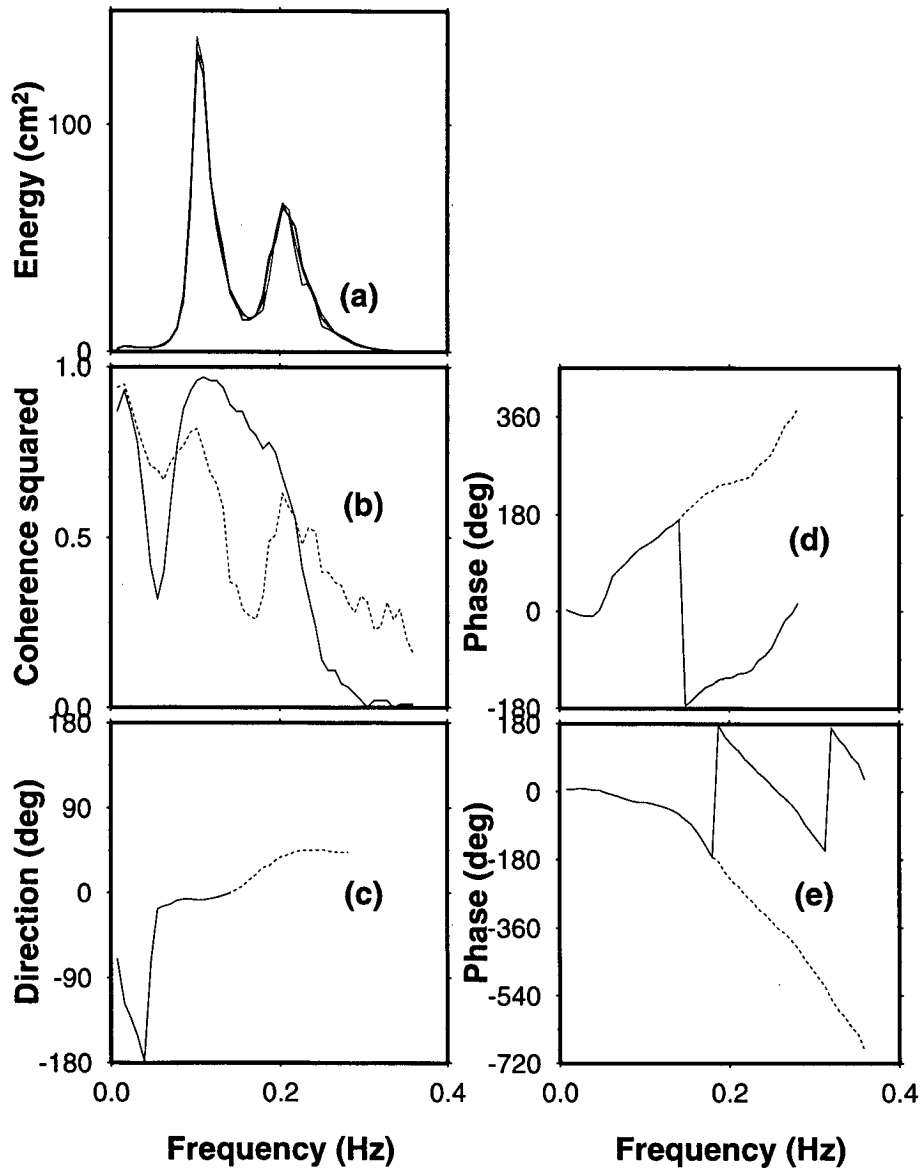 Energy (cm²)
100
0
(a)
Coherence squared
1.0
0.5
0.0
(b)
Direction (deg)
180
90
0
-90
-180
(c)
0.0
0.2
0.4
Frequency (Hz)
Phase (deg)
360
180
0
-180
(d)
Phase (deg)
180
0
-180
-360
-540
-720
(e)
0.0
0.2
0.4
Frequency (Hz)